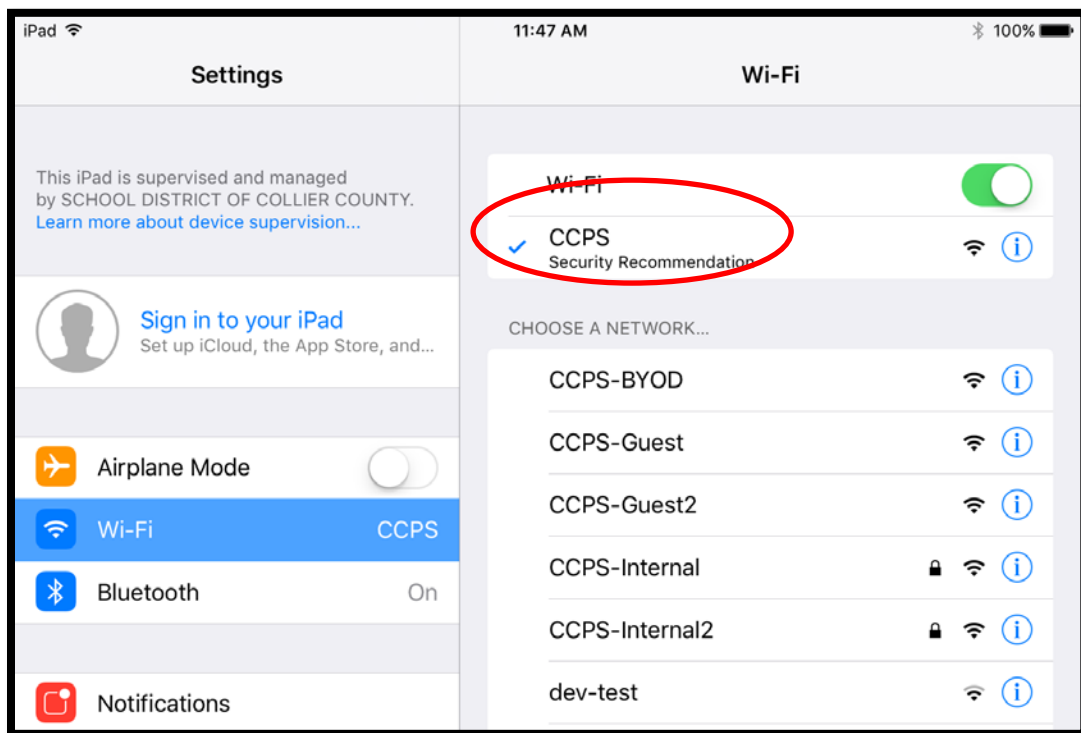 iPad
11:47 AM
100%
Settings
Wi-Fi
This iPad is supervised and managed
by SCHOOL DISTRICT OF COLLIER COUNTY.
Learn more about device supervision...
Sign in to your iPad
Set up iCloud, the App Store, and...
Airplane Mode
Wi-Fi CCPS
Bluetooth On
Notifications
Wi-Fi
CCPS
Security Recommendation
CHOOSE A NETWORK...
CCPS-BYOD
CCPS-Guest
CCPS-Guest2
CCPS-Internal
CCPS-Internal2
dev-test